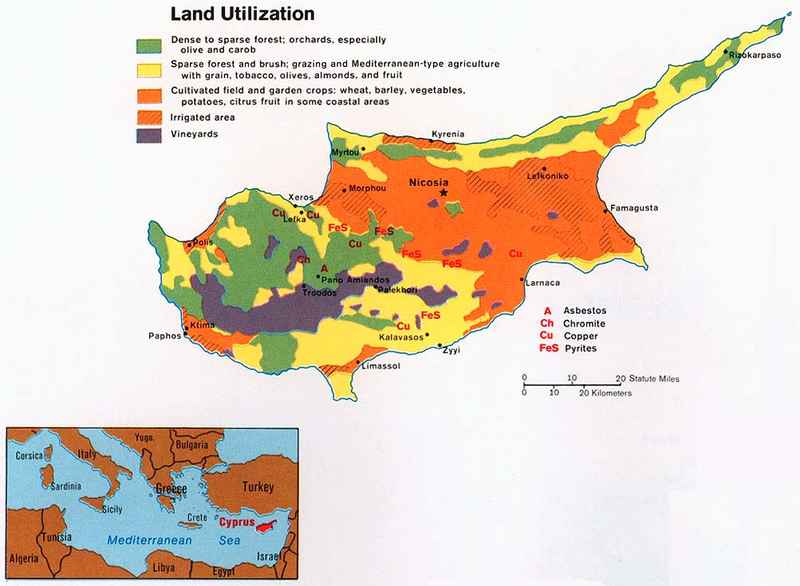 Land Utilization
Dense to sparse forest; orchards, especially
olive and carob
Sparse forest and brush; grazing and Mediterranean-type agriculture
with grain, tobacco, olives, almonds, and fruit
Cultivated field and garden crops: wheat, barley, vegetables,
potatoes, citrus fruit in some coastal areas
Irrigated area
Vineyards
Rizokarpaso
Kyrenia
Myrtou
Lefkoniko
Nicosia
Morphou
Xeros
Famagusta
Cu
Cu
Lefka
FeS
FeS
Polis
Cu
FeS
Cu
Ch
FeS
A
Pano Amiandos
Larnaca
Troodos
Palekhori
A Asbestos
Ch Chromite
Cu Copper
FeS Pyrites
FeS
Ktima
Cu
Paphos
Kalavasos
Zyyi
Limassol
0 10 20 Statute Miles
0 10 20 Kilometers
Yugo.
Bulgaria
Corsica
Italy
Sardinia
Greece
Turkey
Sicily
Crete
Cyprus
Tunisia
Mediterranean Sea
Algeria
Israel
Libya
Egypt